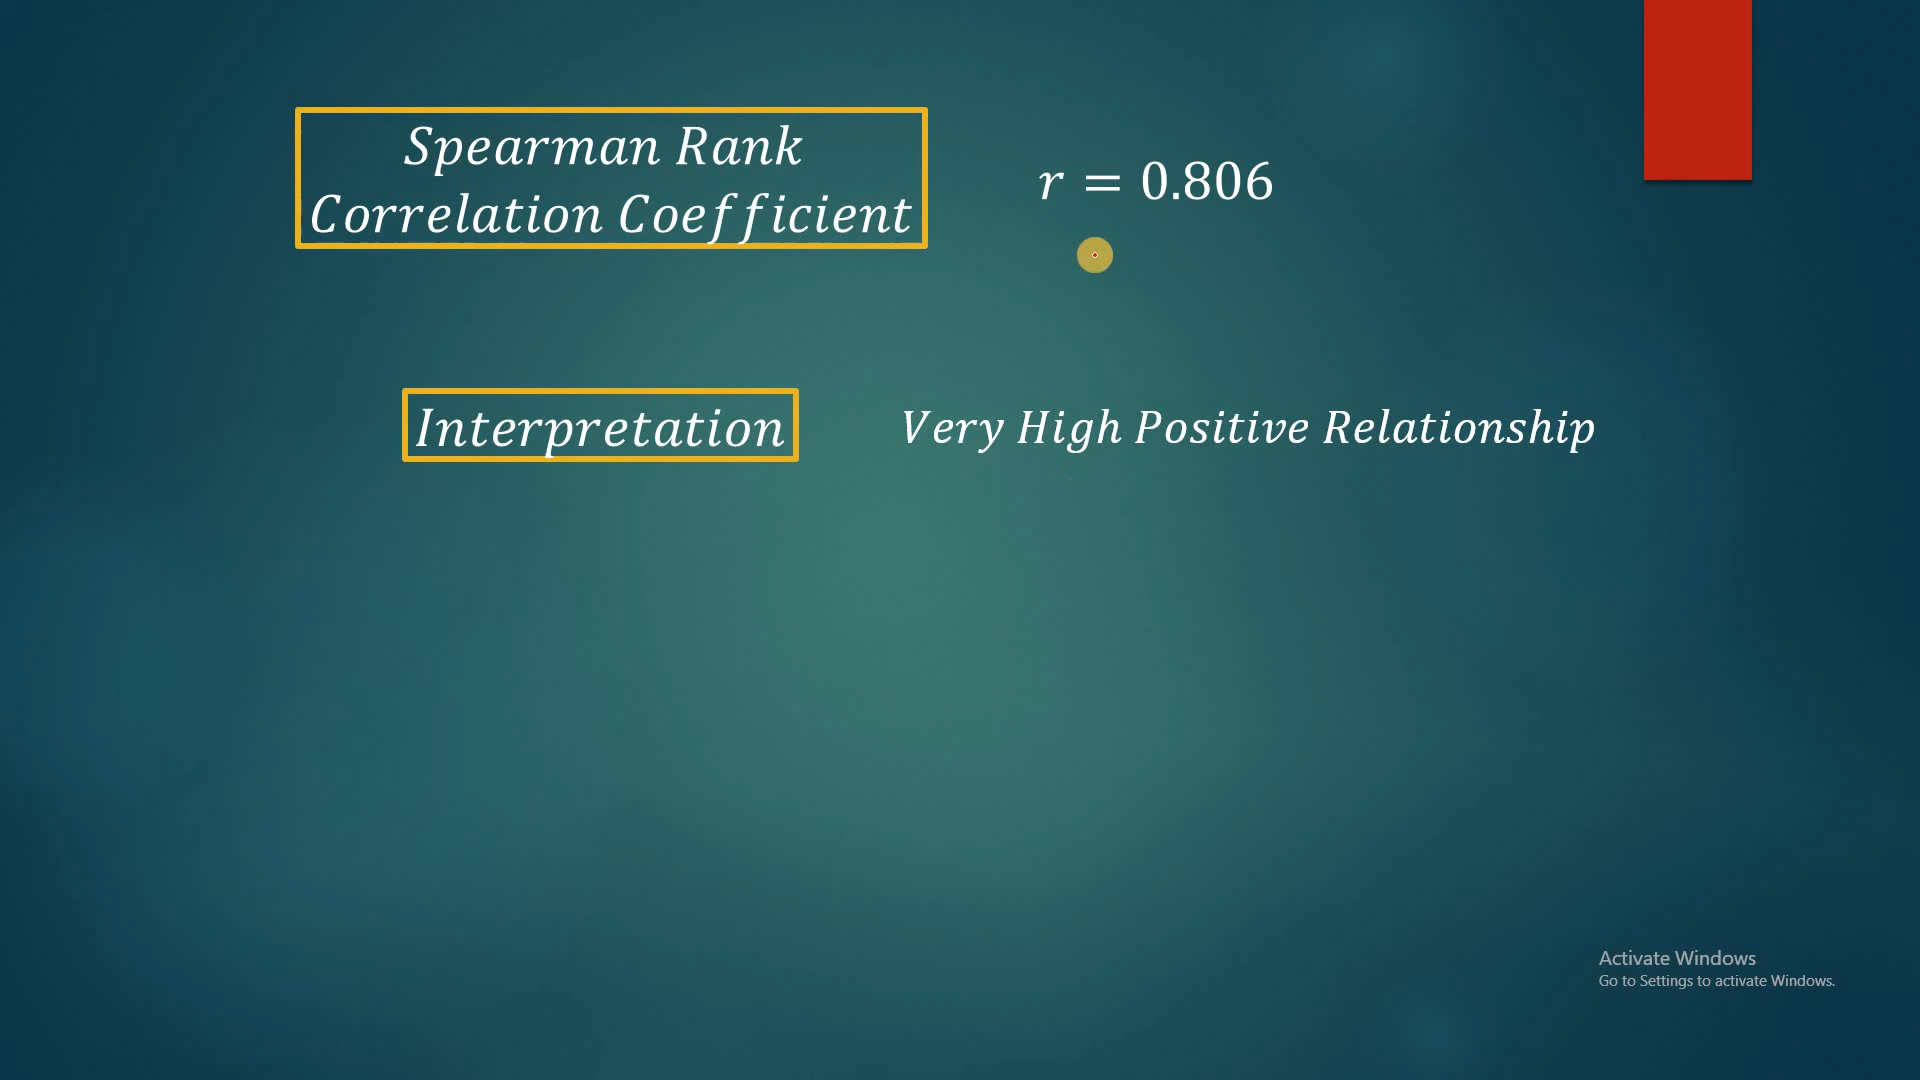 Spearman Rank
Correlation Coefficient
r = 0.806
Interpretation
Very High Positive Relationship
Activate Windows
Go to Settings to activate Windows.